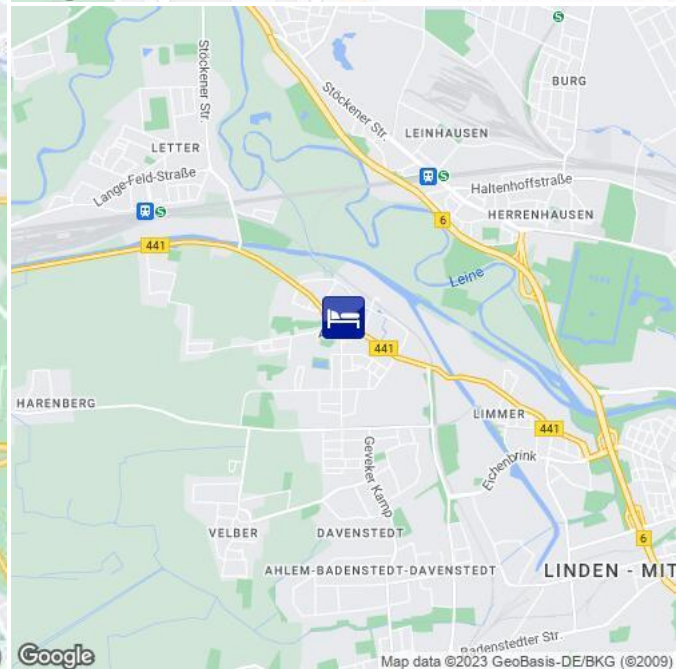 S
BURG
Stöckener Str.
Stöckener Str.
LEINHAUSEN
LETTER
Lange-Feld-Straße
S
Haltenhoffstraße
S
6
HERRENHAUSEN
441
Leine
A
441
HARENBERG
LIMMER
441
Eichenbrink
Geveker Kamp
VELBER
DAVENSTEDT
6
AHLEM-BADENSTEDT-DAVENSTEDT
LINDEN - MIT
Badenstedter Str.
Google
Map data ©2023 GeoBasis-DE/BKG (©2009)